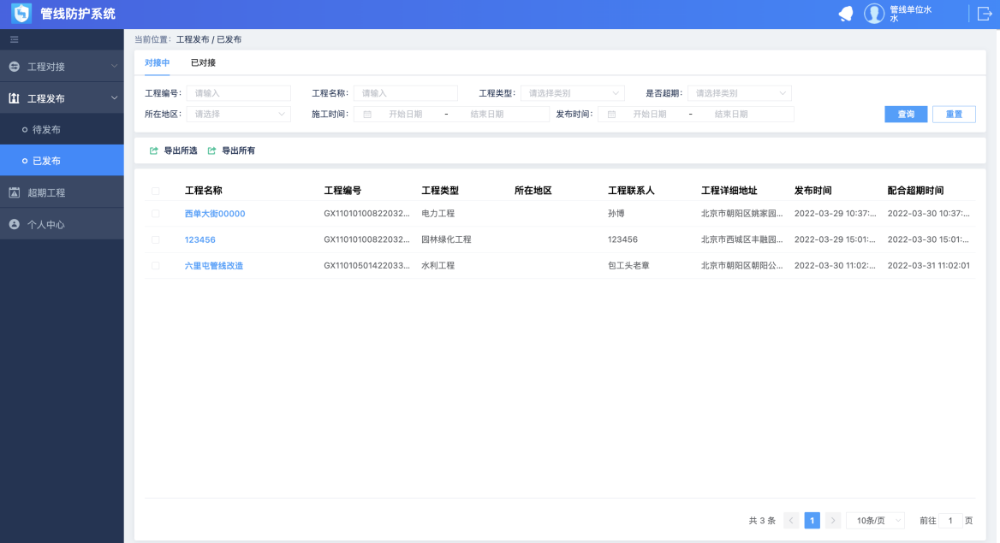 管线防护系统
管线单位水
水
工程对接
工程发布
待发布
已发布
超期工程
个人中心
当前位置: 工程发布 / 已发布
对接中 已对接
工程编号: 请输入 工程名称: 请输入 工程类型: 请选择类别 是否超期: 请选择类别
所在地区: 请选择 施工时间: 开始日期 - 结束日期 发布时间: 开始日期 - 结束日期 查询 重置
导出所选 导出所有
工程名称 工程编号 工程类型 所在地区 工程联系人 工程详细地址 发布时间 配合超期时间
西单大街00000 GX11010100822032... 电力工程 孙博 北京市朝阳区姚家园... 2022-03-29 10:37:... 2022-03-30 10:37:...
123456 GX11010100822032... 园林绿化工程 123456 北京市西城区丰融园... 2022-03-29 15:01:... 2022-03-30 15:01:...
六里屯管线改造 GX11010501422033... 水利工程 包工头老章 北京市朝阳区朝阳公... 2022-03-30 11:02:... 2022-03-31 11:02:01
共 3 条 1 10条/页 前往 1 页